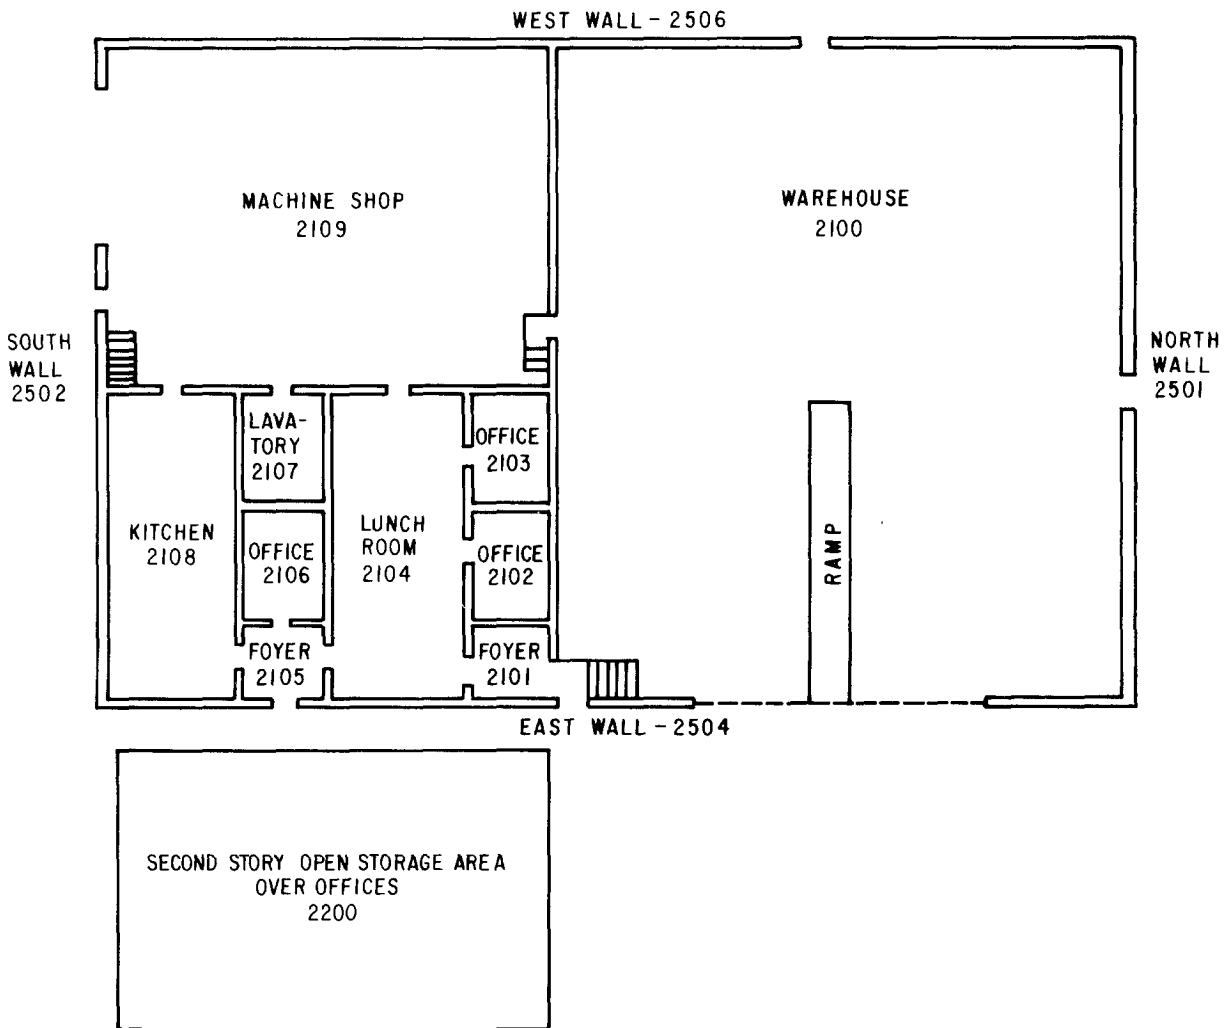 WEST WALL - 2506
MACHINE SHOP
2109
WAREHOUSE
2100
SOUTH
WALL
2502
NORTH
WALL
2501
LAVA-
TORY
2107
OFFICE
2103
KITCHEN
2108
OFFICE
2106
LUNCH
ROOM
2104
OFFICE
2102
RAMP
FOYER
2105
FOYER
2101
EAST WALL - 2504
SECOND STORY OPEN STORAGE AREA
OVER OFFICES
2200